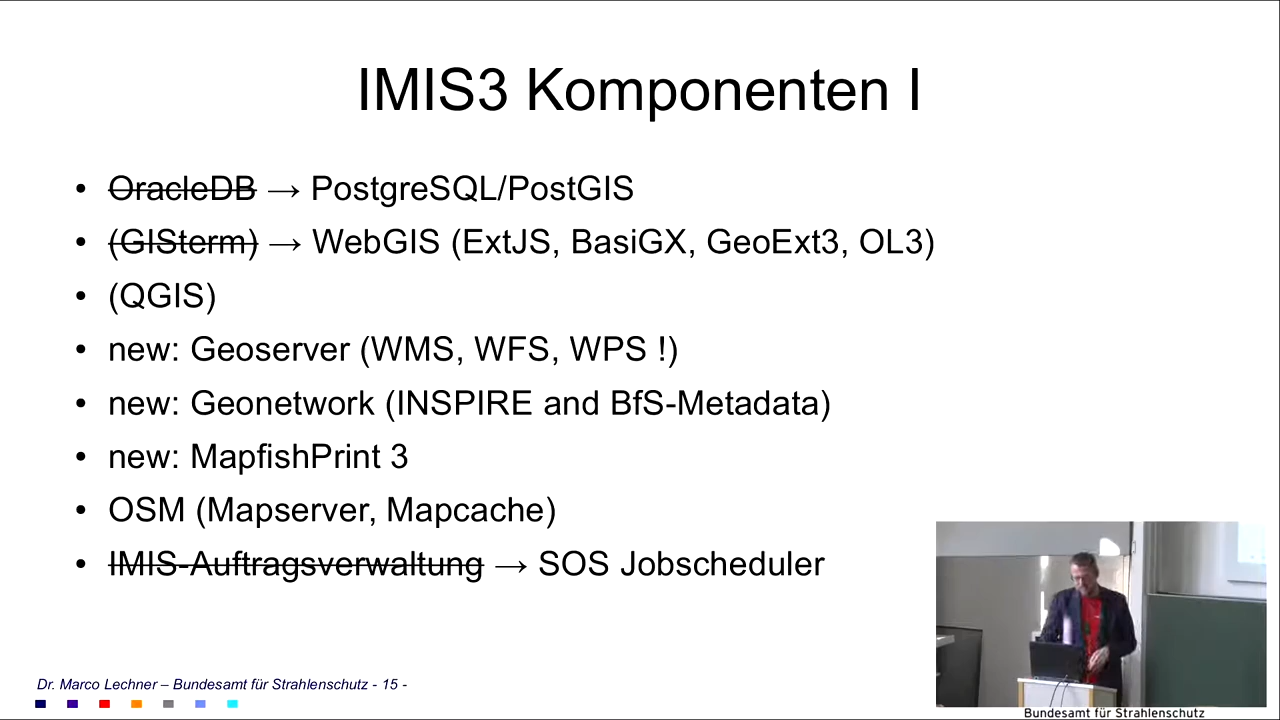 IMIS3 Komponenten I
• OracleDB → PostgreSQL/PostGIS
• (GISterm) → WebGIS (ExtJS, BasiGX, GeoExt3, OL3)
• (QGIS)
• new: Geoserver (WMS, WFS, WPS !)
• new: Geonetwork (INSPIRE and BfS-Metadata)
• new: MapfishPrint 3
• OSM (Mapserver, Mapcache)
• IMIS-Auftragsverwaltung → SOS Jobscheduler
Dr. Marco Lechner – Bundesamt für Strahlenschutz - 15 -
Bundesamt für Strahlenschutz